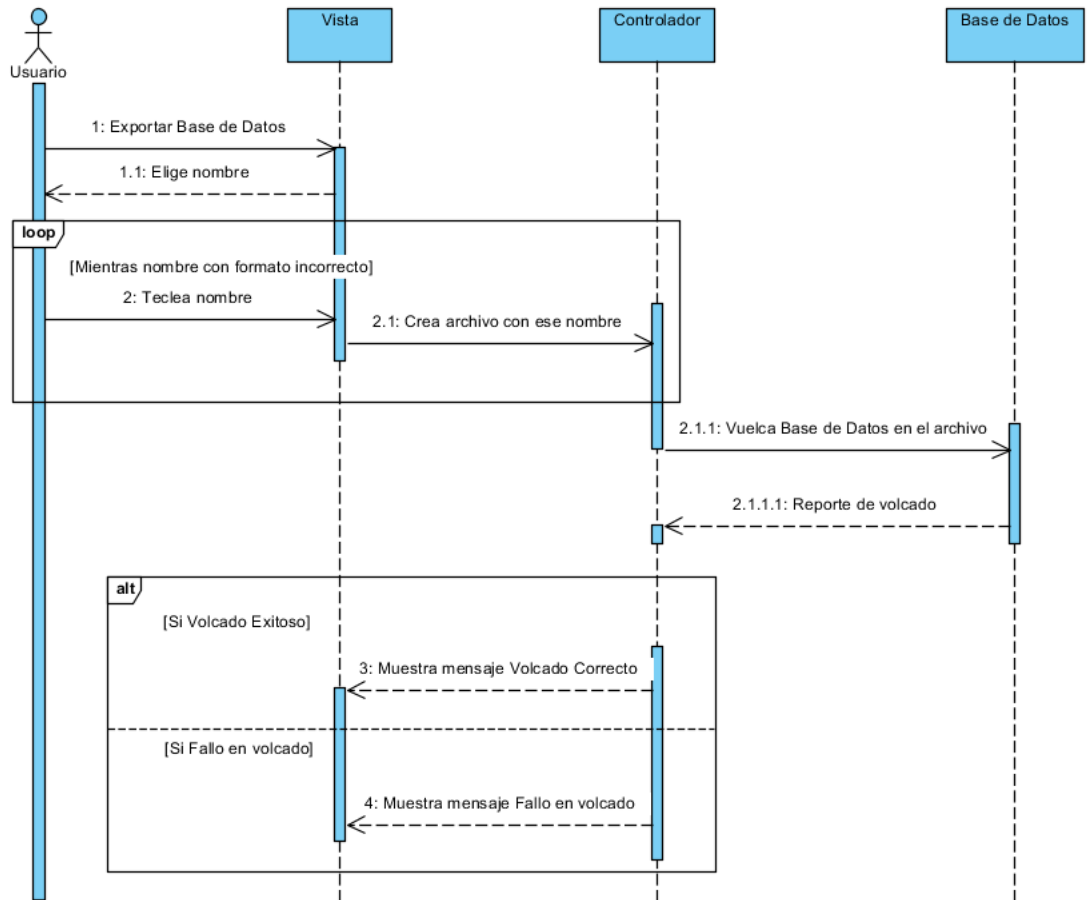 Vista
Controlador
Base de Datos
Usuario
1: Exportar Base de Datos
1.1: Elige nombre
loop
[Mientras nombre con formato incorrecto]
2: Teclea nombre
2.1: Crea archivo con ese nombre
2.1.1: Vuelca Base de Datos en el archivo
2.1.1.1: Reporte de volcado
alt
[Si Volcado Exitoso]
3: Muestra mensaje Volcado Correcto
[Si Fallo en volcado]
4: Muestra mensaje Fallo en volcado